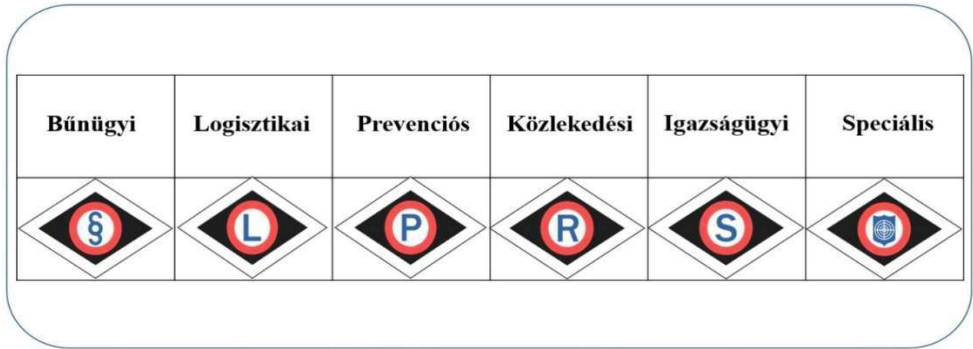 Bűnügyi Logisztikai Prevenciós Közlekedési Igazságügyi Speciális
§ L P R S